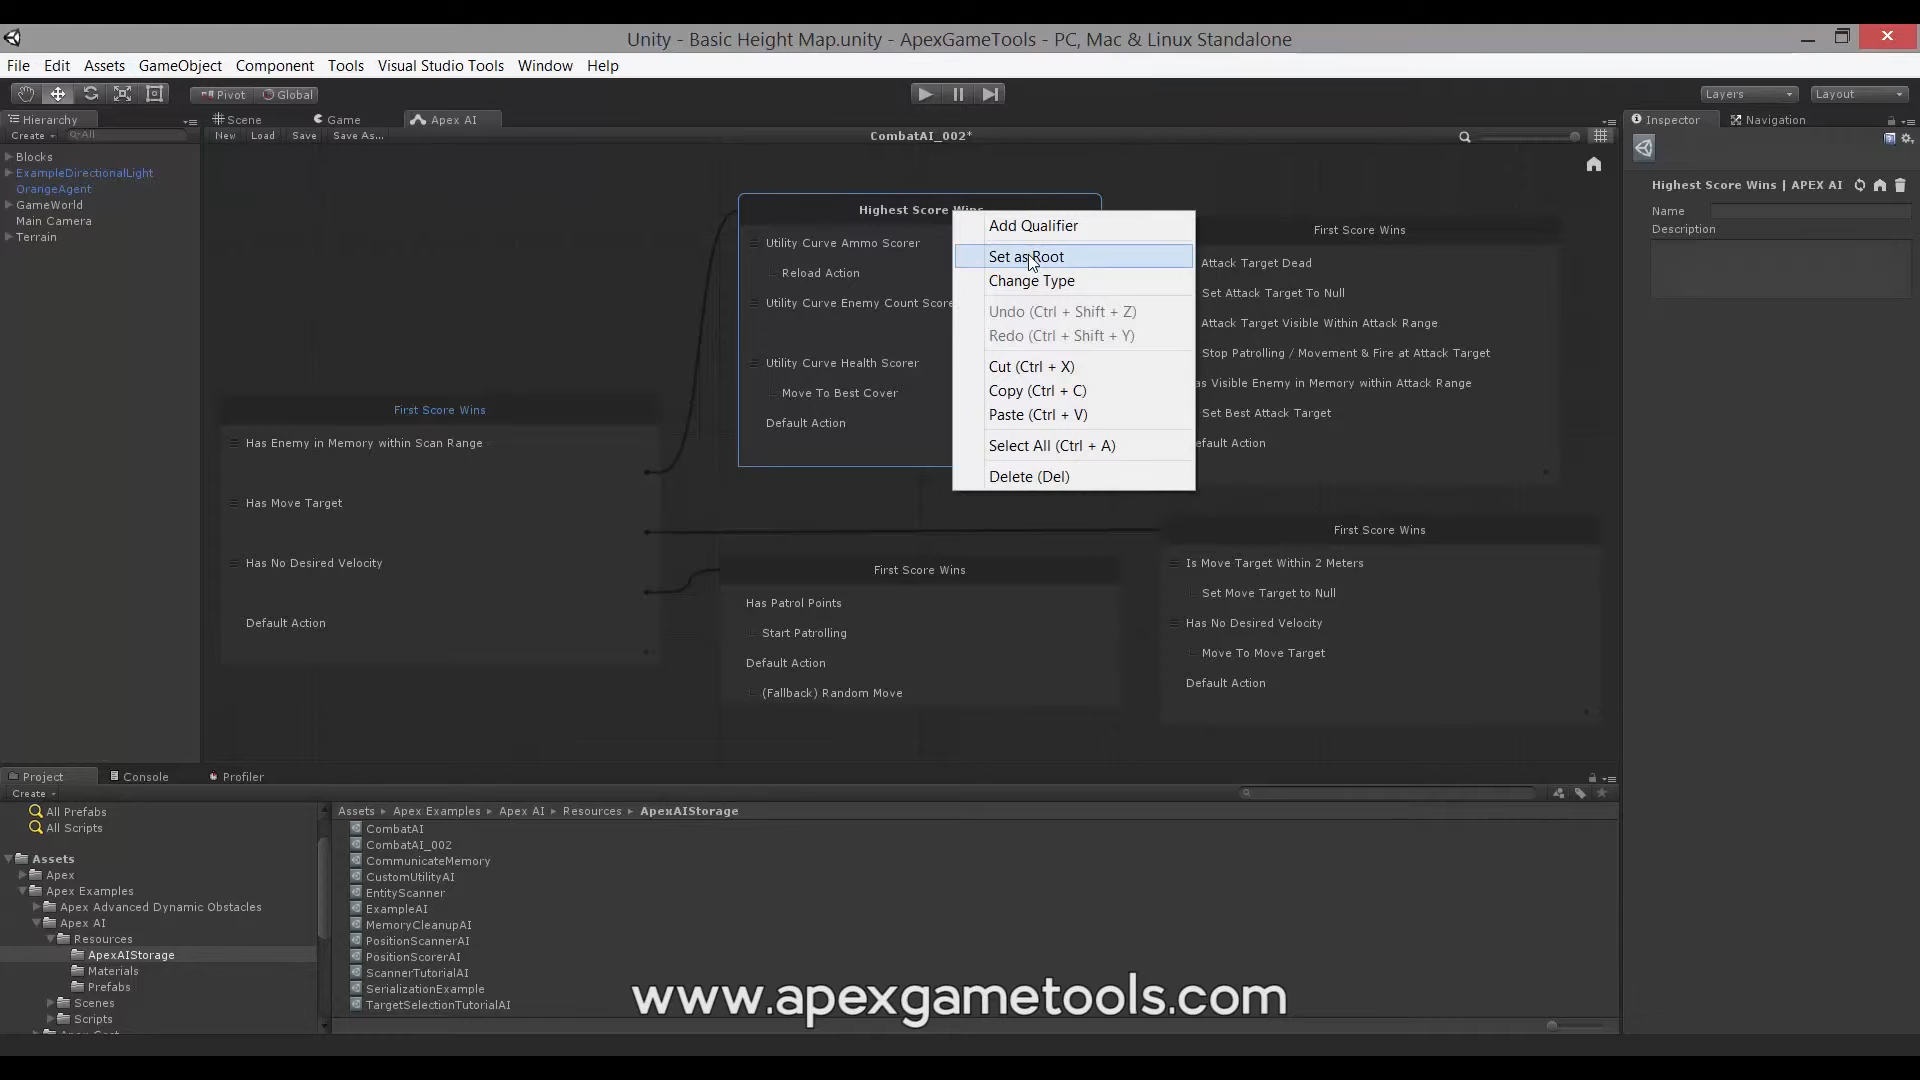 Unity - Basic Height Map.unity - ApexGameTools - PC, Mac & Linux Standalone
File Edit Assets GameObject Component Tools Visual Studio Tools Window Help
Pivot Global Layers Layout
Hierarchy Scene Game Apex AI Inspector Navigation
Create All New Load Save Save As... CombatAI_002*
Blocks
ExampleDirectionalLight
OrangeAgent
GameWorld
Main Camera
Terrain
Highest Score Wins
Utility Curve Ammo Scorer
Reload Action
Utility Curve Enemy Count Score
Utility Curve Health Scorer
Move To Best Cover
Default Action
Add Qualifier
Set as Root
Change Type
Undo (Ctrl + Shift + Z)
Redo (Ctrl + Shift + Y)
Cut (Ctrl + X)
Copy (Ctrl + C)
Paste (Ctrl + V)
Select All (Ctrl + A)
Delete (Del)
First Score Wins
Attack Target Dead
Set Attack Target To Null
Attack Target Visible Within Attack Range
Stop Patrolling / Movement & Fire at Attack Target
as Visible Enemy in Memory within Attack Range
Set Best Attack Target
efault Action
First Score Wins
Has Enemy in Memory within Scan Range
Has Move Target
Has No Desired Velocity
Default Action
First Score Wins
Has Patrol Points
Start Patrolling
Default Action
(Fallback) Random Move
First Score Wins
Is Move Target Within 2 Meters
Set Move Target to Null
Has No Desired Velocity
Move To Move Target
Default Action
Highest Score Wins | APEX AI
Name
Description
Project Console Profiler
Create
All Prefabs
All Scripts
Assets
Apex
Apex Examples
Apex Advanced Dynamic Obstacles
Apex AI
Resources
ApexAIStorage
Materials
Prefabs
Scenes
Scripts
Assets Apex Examples Apex AI Resources ApexAIStorage
CombatAI
CombatAI_002
CommunicateMemory
CustomUtilityAI
EntityScanner
ExampleAI
MemoryCleanupAI
PositionScannerAI
PositionScorerAI
ScannerTutorialAI
SerializationExample
TargetSelectionTutorialAI
www.apexgametools.com